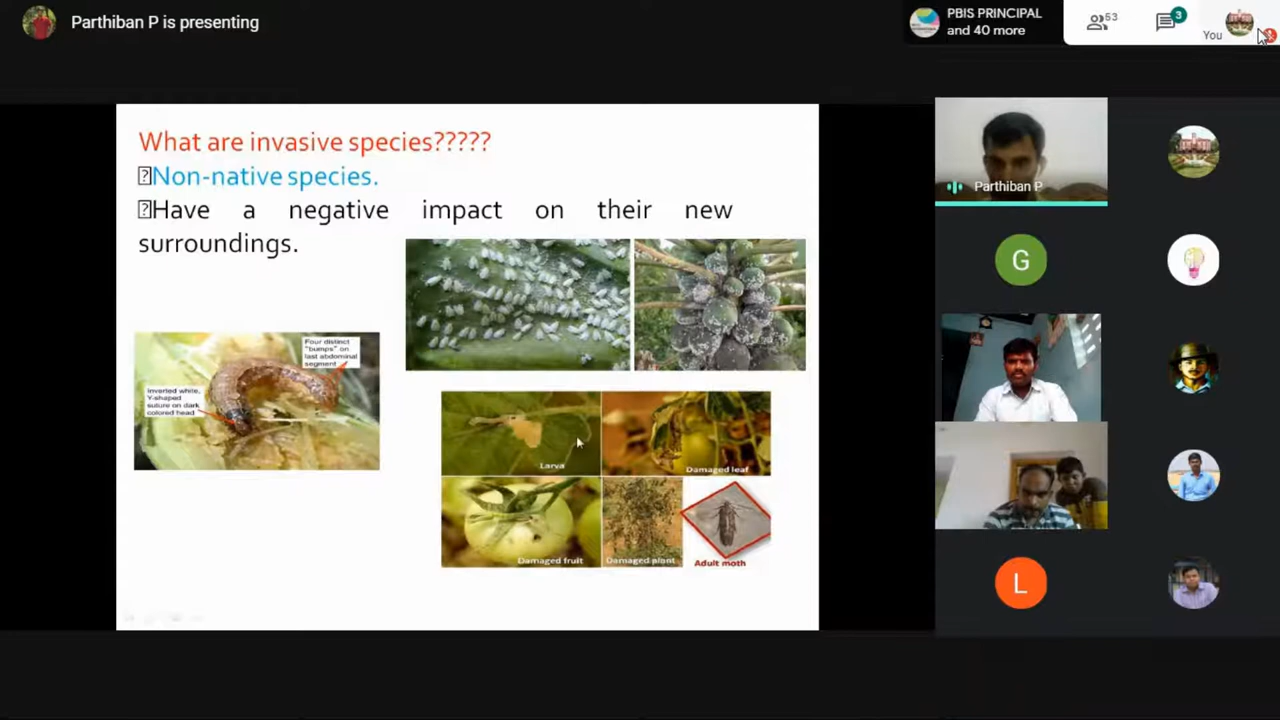 Parthiban P is presenting
PBIS PRINCIPAL
and 40 more
53
3
You
What are invasive species?????
Non-native species.
Have a negative impact on their new
surroundings.
Four distinct
"bumps" on
last abdominal
segment
Inverted white,
Y-shaped
suture on dark
colored head
Larva
Damaged leaf
Damaged fruit
Damaged plant
Adult moth
Parthiban P
G
L